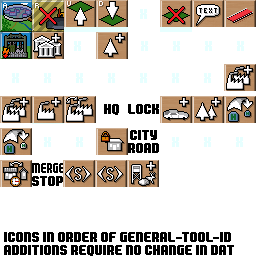 A R U D
TEXT
HQ LOCK
CITY
ROAD
MERGE
STOP
<S> <S>
ICONS IN ORDER OF GENERAL-TOOL-ID
ADDITIONS REQUIRE NO CHANGE IN DAT